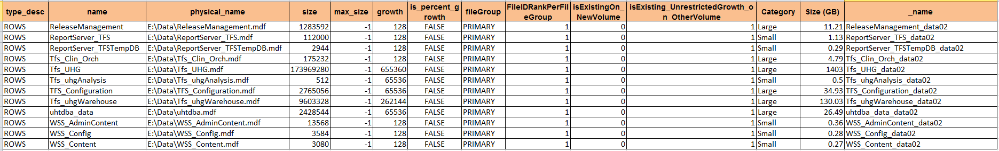 type_desc name physical_name size max_size growth is_percent_growth fileGroup FileIDRankPerFileGroup isExistingOn_NewVolume isExisting_UnrestrictedGrowth_on_OtherVolume Category Size (GB) _name
ROWS ReleaseManagement E:\Data\ReleaseManagement.mdf 1283592 -1 128 FALSE PRIMARY 1 0 1 Large 11.21 ReleaseManagement_data02
ROWS ReportServer_TFS E:\Data\ReportServer_TFS.mdf 112000 -1 128 FALSE PRIMARY 1 0 1 Small 1.13 ReportServer_TFS_data02
ROWS ReportServer_TFSTempDB E:\Data\ReportServer_TFSTempDB.mdf 2944 -1 128 FALSE PRIMARY 1 0 1 Small 0.29 ReportServer_TFSTempDB_data02
ROWS Tfs_Clin_Orch E:\Data\Tfs_Clin_Orch.mdf 175232 -1 128 FALSE PRIMARY 1 0 1 Large 4.79 Tfs_Clin_Orch_data02
ROWS Tfs_UHG E:\Data\Tfs_UHG.mdf 173969280 -1 655360 FALSE PRIMARY 1 0 1 Large 1403 Tfs_UHG_data02
ROWS Tfs_uhgAnalysis E:\Data\Tfs_uhgAnalysis.mdf 512 -1 65536 FALSE PRIMARY 1 0 1 Small 0.5 Tfs_uhgAnalysis_data02
ROWS TFS_Configuration E:\Data\TFS_Configuration.mdf 2765056 -1 65536 FALSE PRIMARY 1 0 1 Large 34.93 TFS_Configuration_data02
ROWS Tfs_uhgWarehouse E:\Data\Tfs_uhgWarehouse.mdf 9603328 -1 262144 FALSE PRIMARY 1 0 1 Large 130.03 Tfs_uhgWarehouse_data02
ROWS uhtdba_data E:\Data\uhtdba.mdf 2428544 -1 65536 FALSE PRIMARY 1 0 1 Large 26.49 uhtdba_data_data02
ROWS WSS_AdminContent E:\Data\WSS_AdminContent.mdf 13568 -1 128 FALSE PRIMARY 1 0 1 Small 0.36 WSS_AdminContent_data02
ROWS WSS_Config E:\Data\WSS_Config.mdf 3584 -1 128 FALSE PRIMARY 1 0 1 Small 0.28 WSS_Config_data02
ROWS WSS_Content E:\Data\WSS_Content.mdf 3080 -1 128 FALSE PRIMARY 1 0 1 Small 0.27 WSS_Content_data02